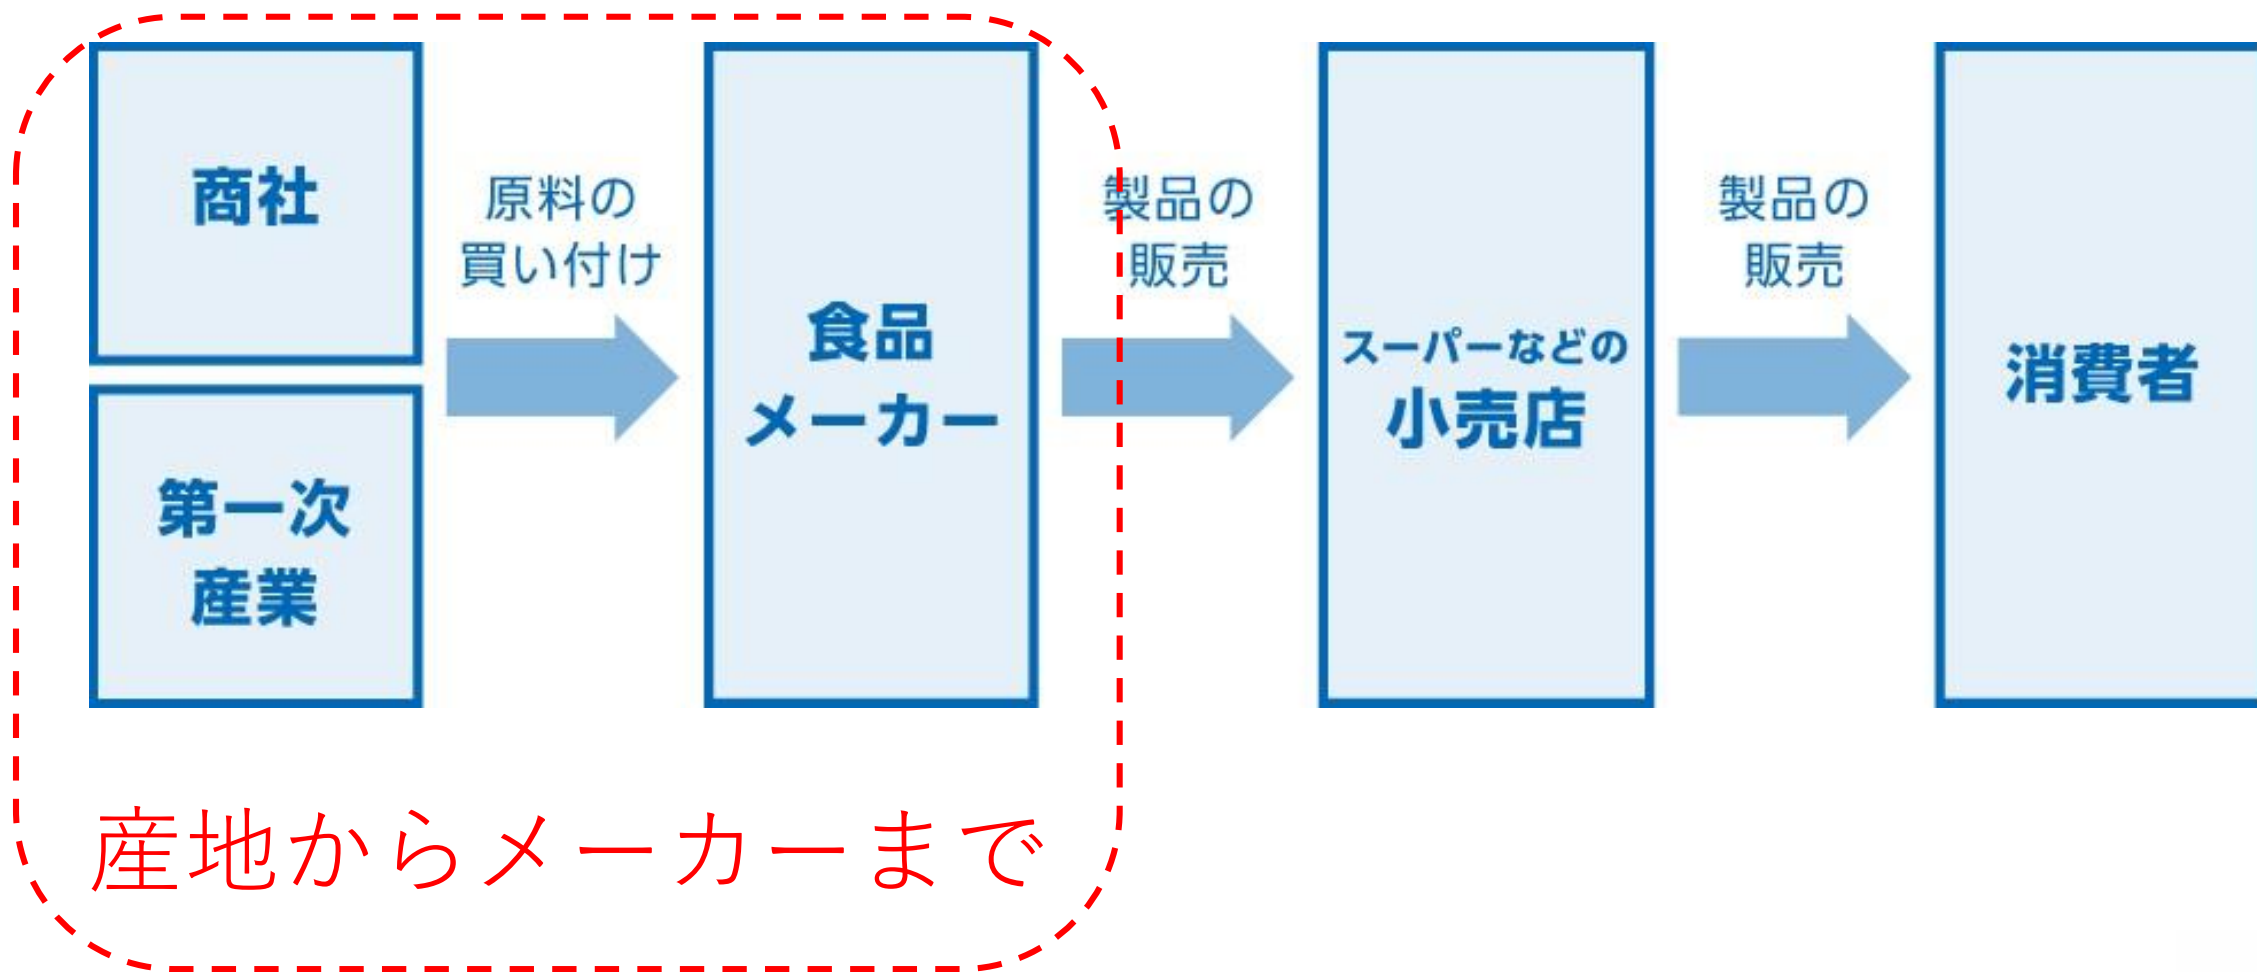 商社
第一次
産業
原料の
買い付け
食品
メーカー
製品の
販売
スーパーなどの
小売店
製品の
販売
消費者
産地からメーカーまで